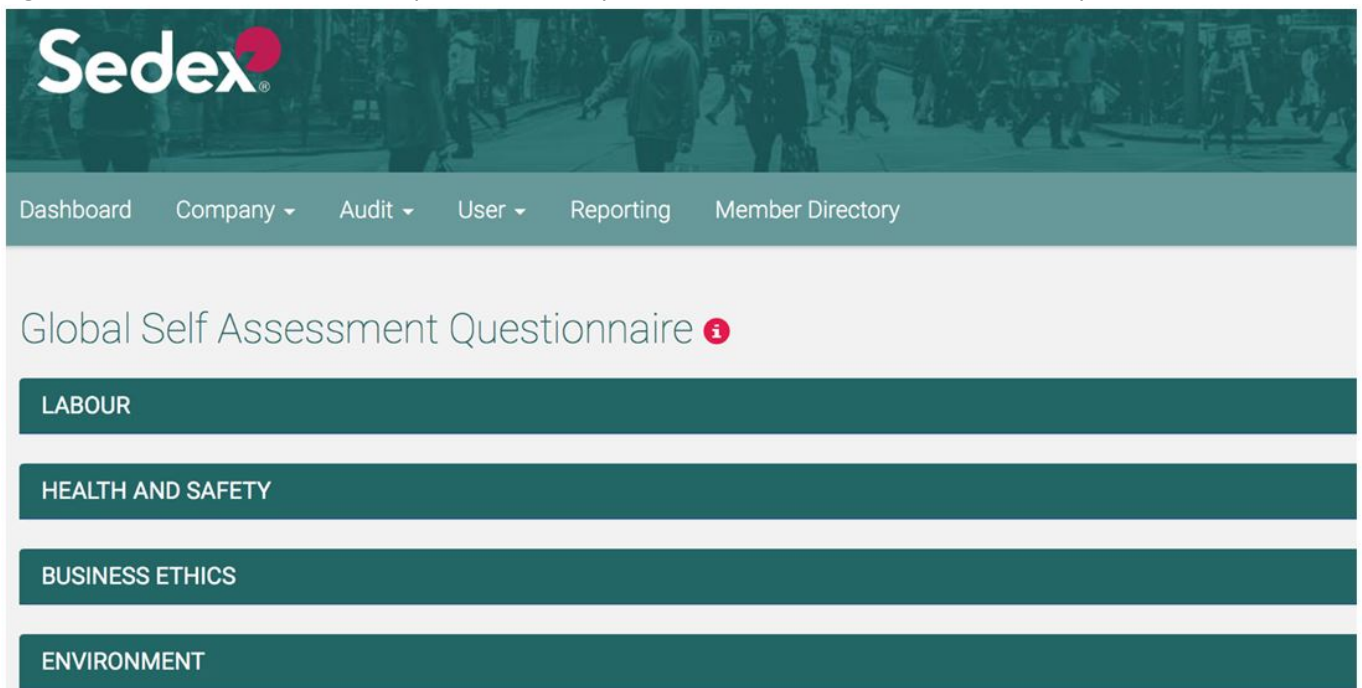 Sedex®
Dashboard Company Audit User Reporting Member Directory
Global Self Assessment Questionnaire
LABOUR
HEALTH AND SAFETY
BUSINESS ETHICS
ENVIRONMENT